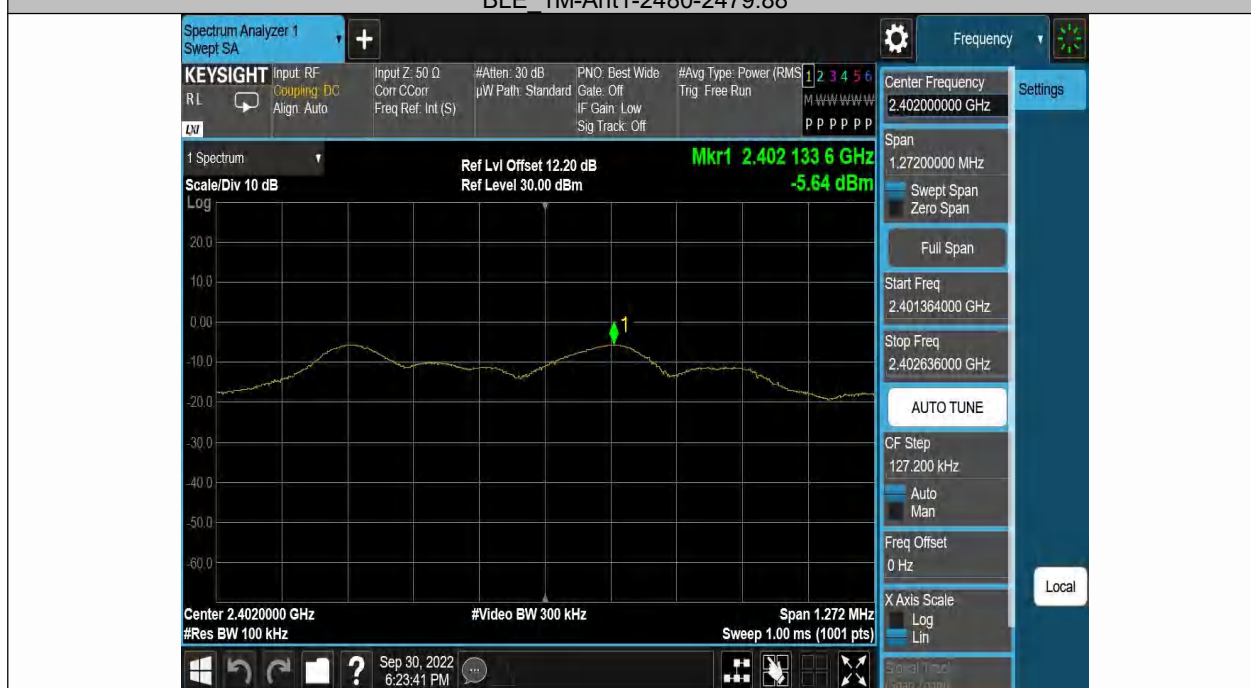 BLE_1M-Ant1-2480-2479.88
Spectrum Analyzer 1
Swept SA
+
Frequency
KEYSIGHT
RL
LXI
Input: RF
Coupling: DC
Align: Auto
Input Z: 50 Ω
Corr CCorr
Freq Ref: Int (S)
#Atten: 30 dB
µW Path: Standard
PNO: Best Wide
Gate: Off
IF Gain: Low
Sig Track: Off
#Avg Type: Power (RMS
Trig: Free Run
1 2 3 4 5 6
M W W W W W
P P P P P P
Center Frequency
2.402000000 GHz
Settings
1 Spectrum
Scale/Div 10 dB
Log
Ref Lvl Offset 12.20 dB
Ref Level 30.00 dBm
Mkr1 2.402 133 6 GHz
-5.64 dBm
20.0
10.0
0.00
-10.0
-20.0
-30.0
-40.0
-50.0
-60.0
1
Span
1.27200000 MHz
Swept Span
Zero Span
Full Span
Start Freq
2.401364000 GHz
Stop Freq
2.402636000 GHz
AUTO TUNE
CF Step
127.200 kHz
Auto
Man
Freq Offset
0 Hz
X Axis Scale
Log
Lin
Local
Center 2.4020000 GHz
#Res BW 100 kHz
#Video BW 300 kHz
Span 1.272 MHz
Sweep 1.00 ms (1001 pts)
?
Sep 30, 2022
6:23:41 PM